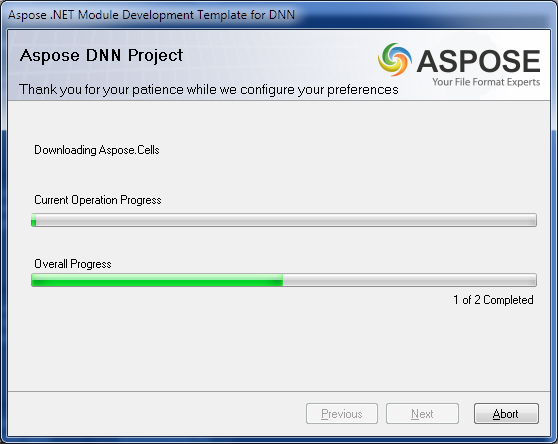 Aspose .NET Module Development Template for DNN
Aspose DNN Project
ASPOSE
Your File Format Experts
Thank you for your patience while we configure your preferences
Downloading Aspose.Cells
Current Operation Progress
Overall Progress
1 of 2 Completed
Previous
Next
Abort